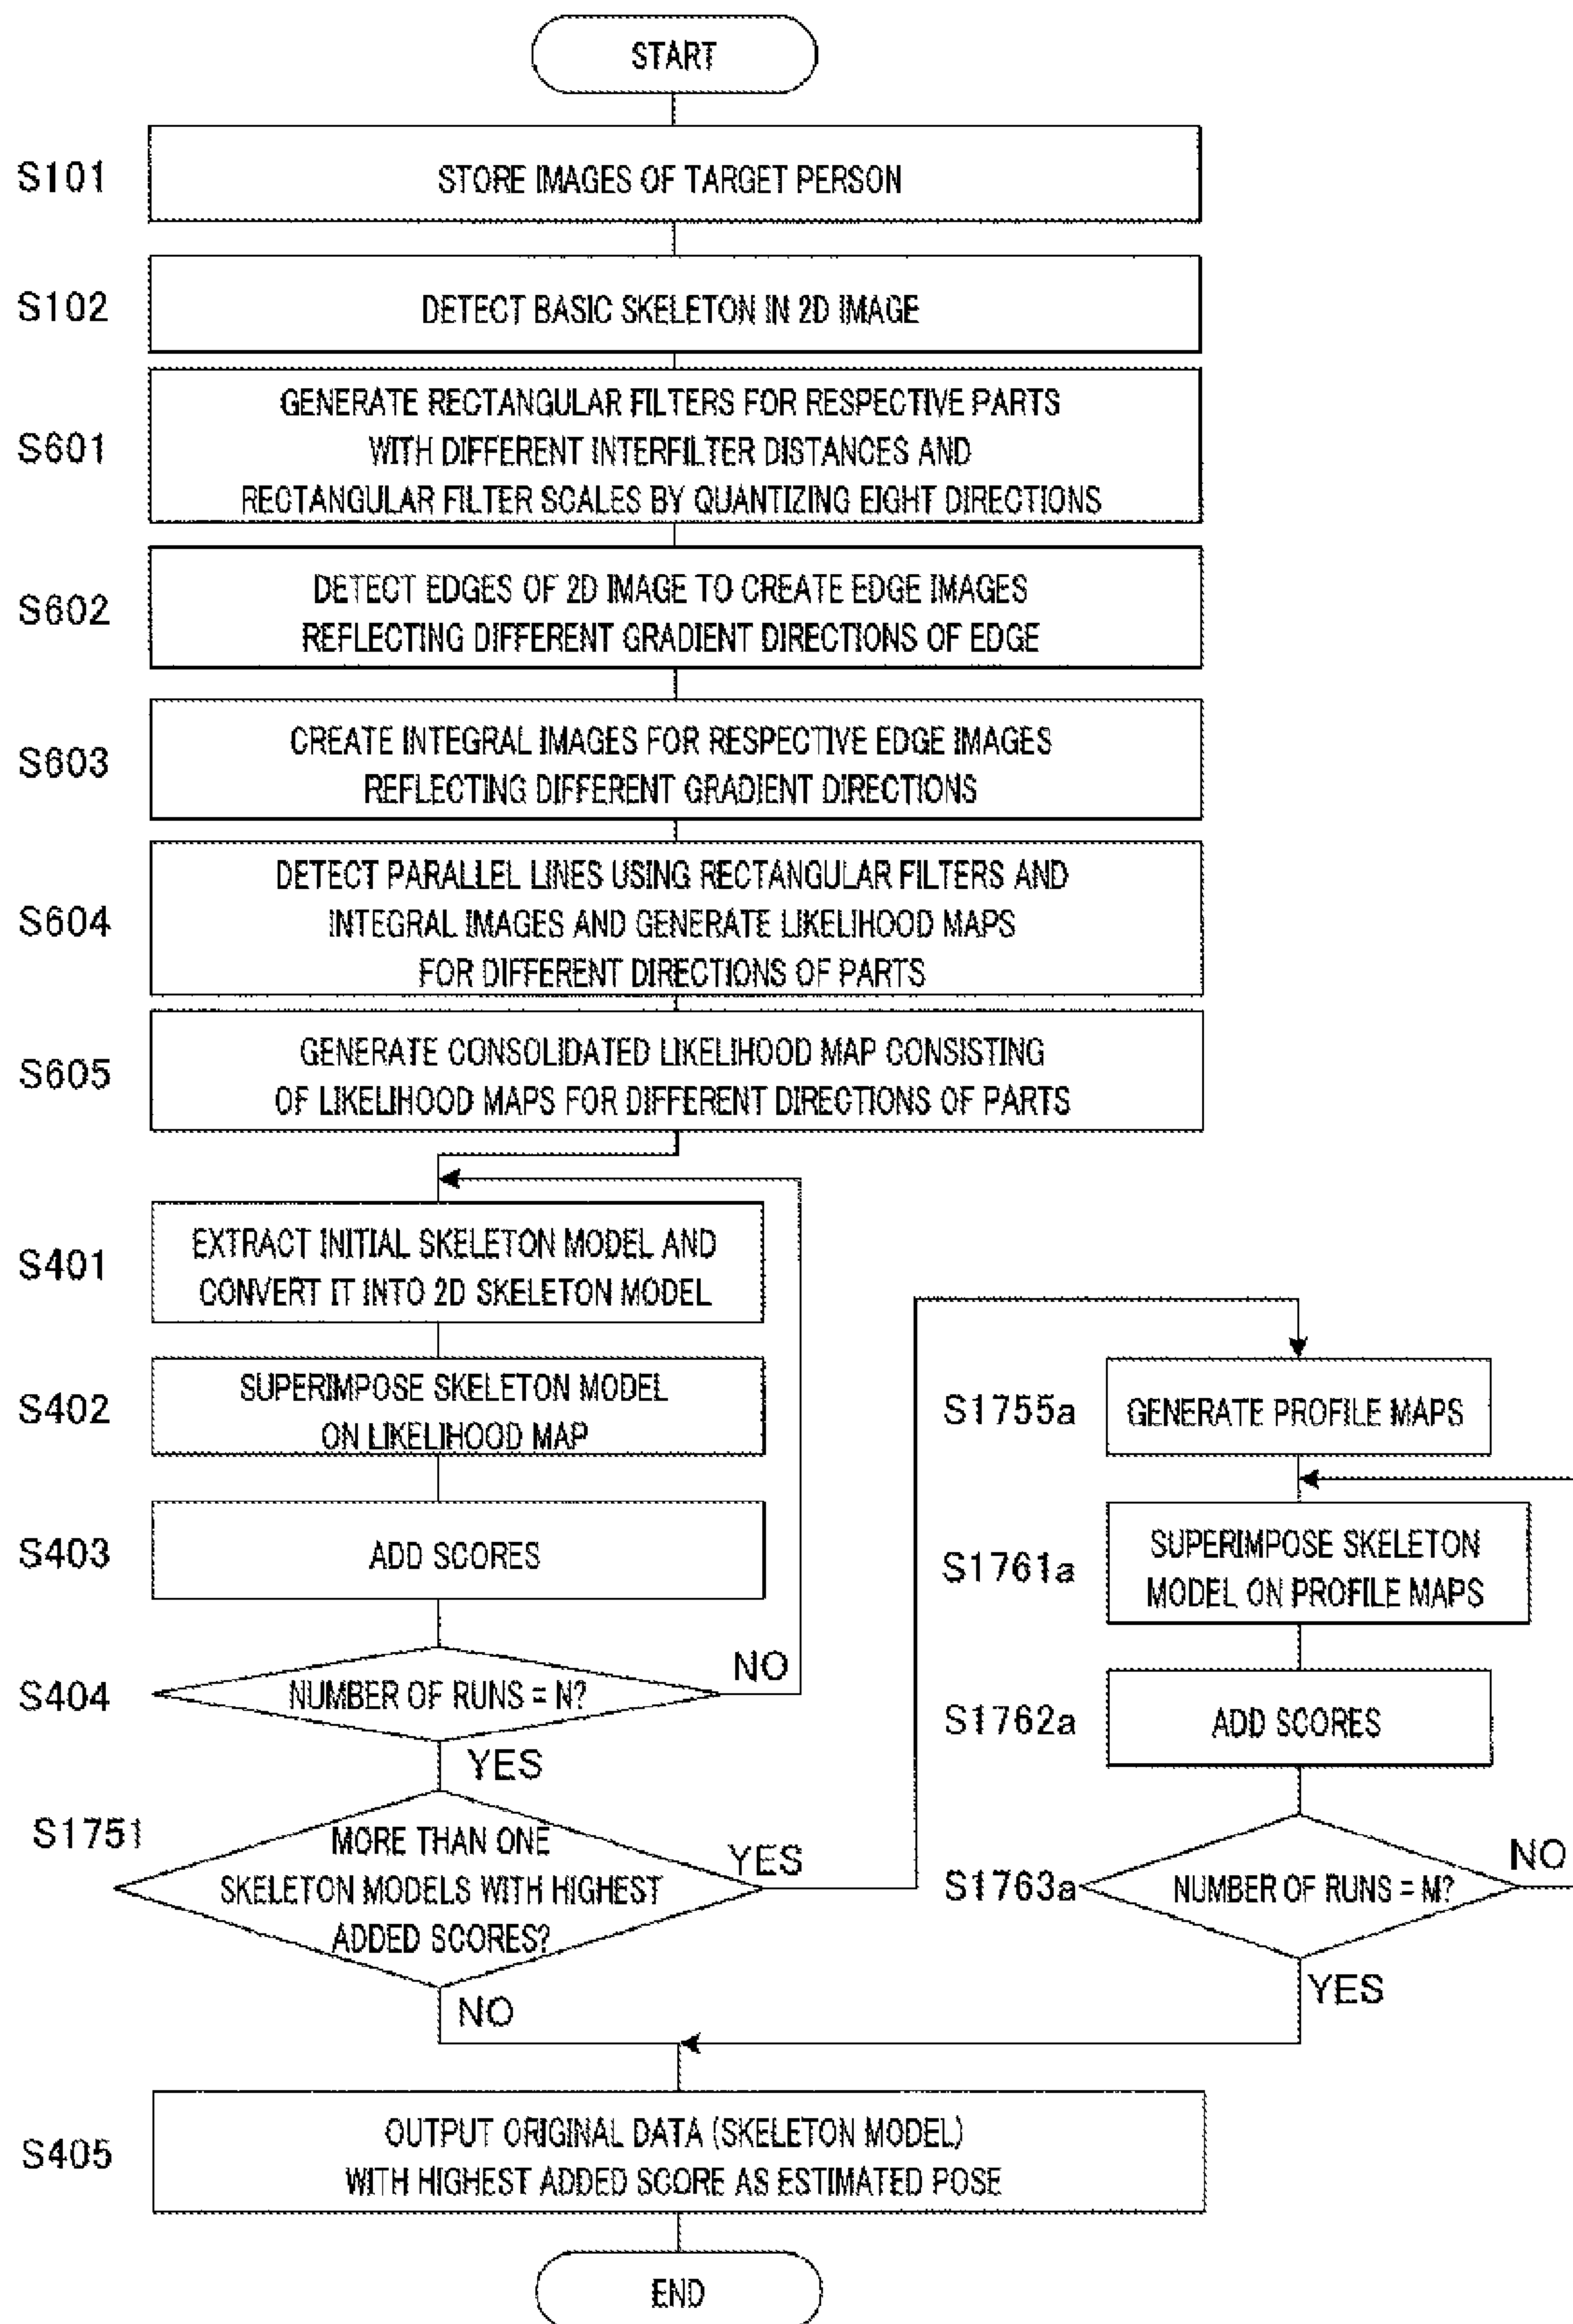 START
S101
STORE IMAGES OF TARGET PERSON
S102
DETECT BASIC SKELETON IN 2D IMAGE
S601
GENERATE RECTANGULAR FILTERS FOR RESPECTIVE PARTS
WITH DIFFERENT INTERFILTER DISTANCES AND
RECTANGULAR FILTER SCALES BY QUANTIZING EIGHT DIRECTIONS
S602
DETECT EDGES OF 2D IMAGE TO CREATE EDGE IMAGES
REFLECTING DIFFERENT GRADIENT DIRECTIONS OF EDGE
S603
CREATE INTEGRAL IMAGES FOR RESPECTIVE EDGE IMAGES
REFLECTING DIFFERENT GRADIENT DIRECTIONS
S604
DETECT PARALLEL LINES USING RECTANGULAR FILTERS AND
INTEGRAL IMAGES AND GENERATE LIKELIHOOD MAPS
FOR DIFFERENT DIRECTIONS OF PARTS
S605
GENERATE CONSOLIDATED LIKELIHOOD MAP CONSISTING
OF LIKELIHOOD MAPS FOR DIFFERENT DIRECTIONS OF PARTS
S401
EXTRACT INITIAL SKELETON MODEL AND
CONVERT IT INTO 2D SKELETON MODEL
S402
SUPERIMPOSE SKELETON MODEL
ON LIKELIHOOD MAP
S403
ADD SCORES
S404
NUMBER OF RUNS = N?
NO
YES
S1751
MORE THAN ONE
SKELETON MODELS WITH HIGHEST
ADDED SCORES?
YES
NO
S1755a
GENERATE PROFILE MAPS
S1761a
SUPERIMPOSE SKELETON
MODEL ON PROFILE MAPS
S1762a
ADD SCORES
S1763a
NUMBER OF RUNS = M?
NO
YES
S405
OUTPUT ORIGINAL DATA (SKELETON MODEL)
WITH HIGHEST ADDED SCORE AS ESTIMATED POSE
END